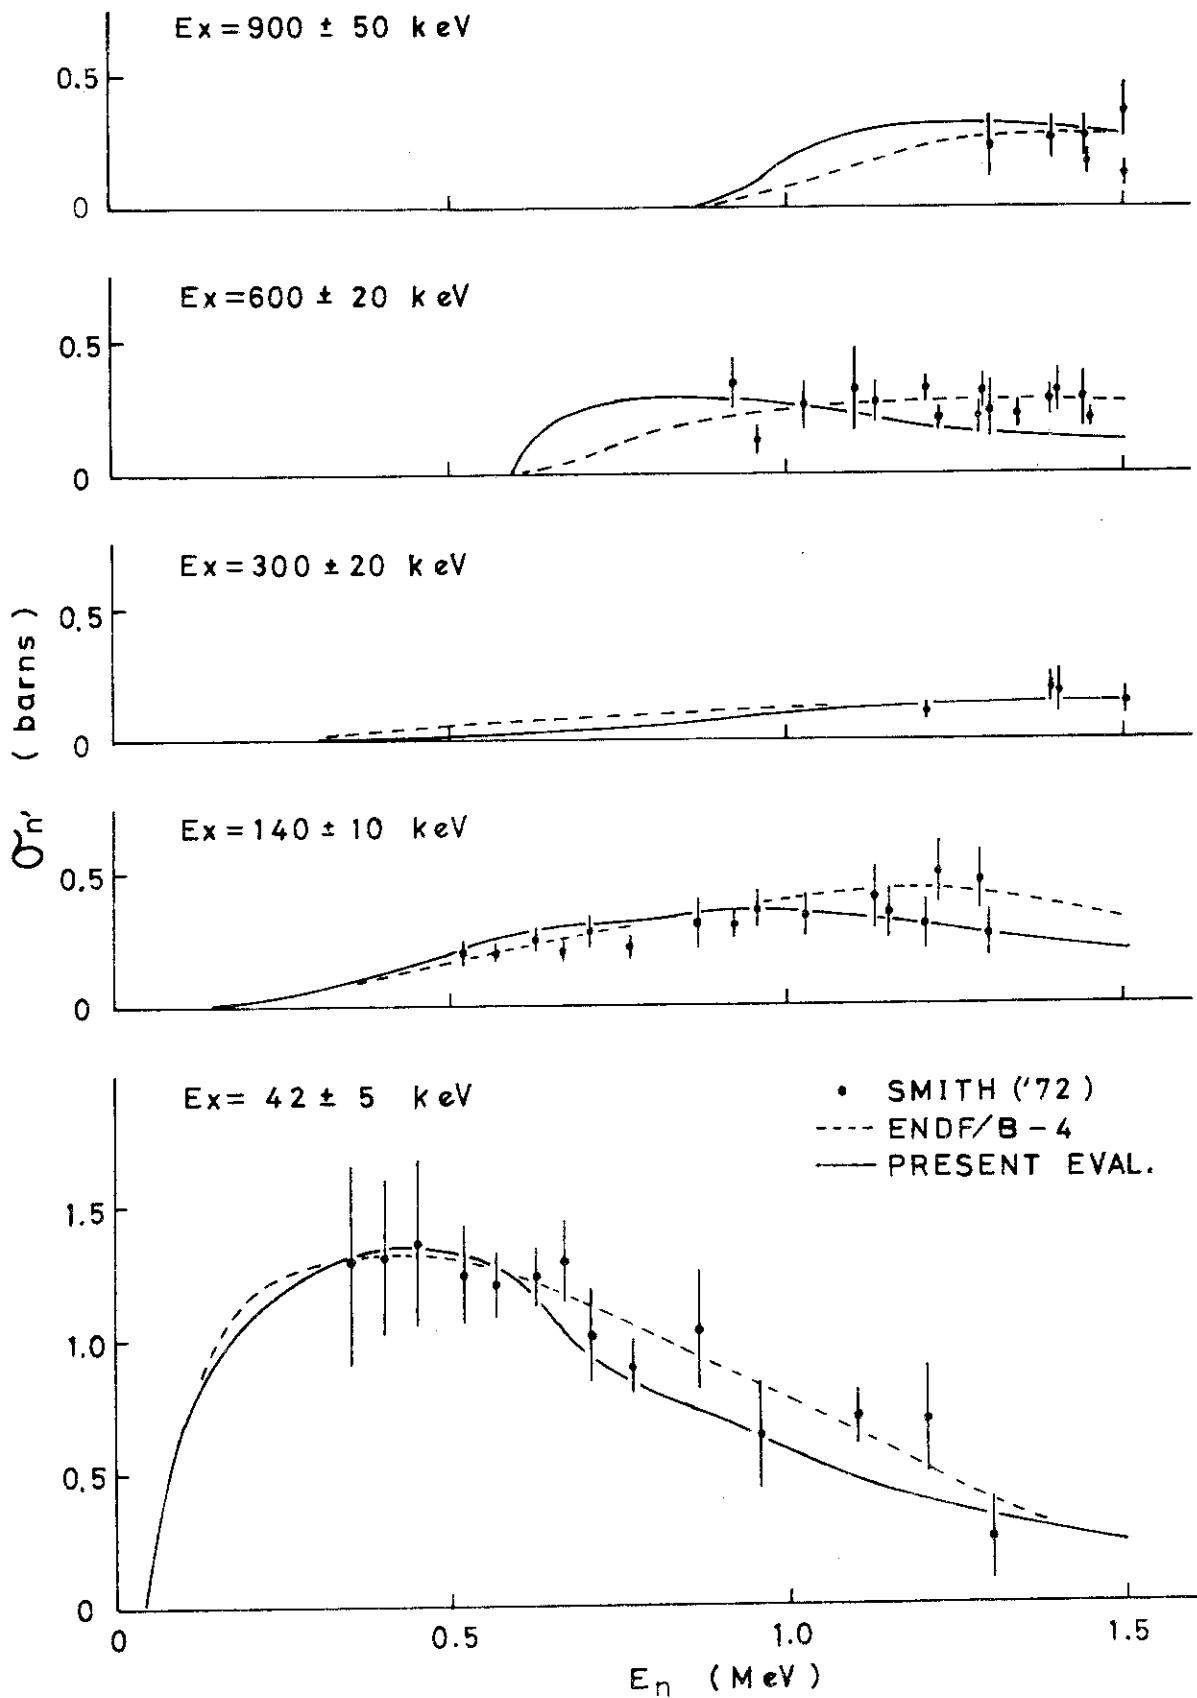 Ex = 900 ± 50 keV
0.5
0
Ex = 600 ± 20 keV
0.5
0
Ex = 300 ± 20 keV
0.5
0
σn' (barns)
Ex = 140 ± 10 keV
0.5
0
Ex = 42 ± 5 keV
SMITH ('72)
ENDF/B-4
PRESENT EVAL.
1.5
1.0
0.5
0
0 0.5 1.0 1.5
En (MeV)